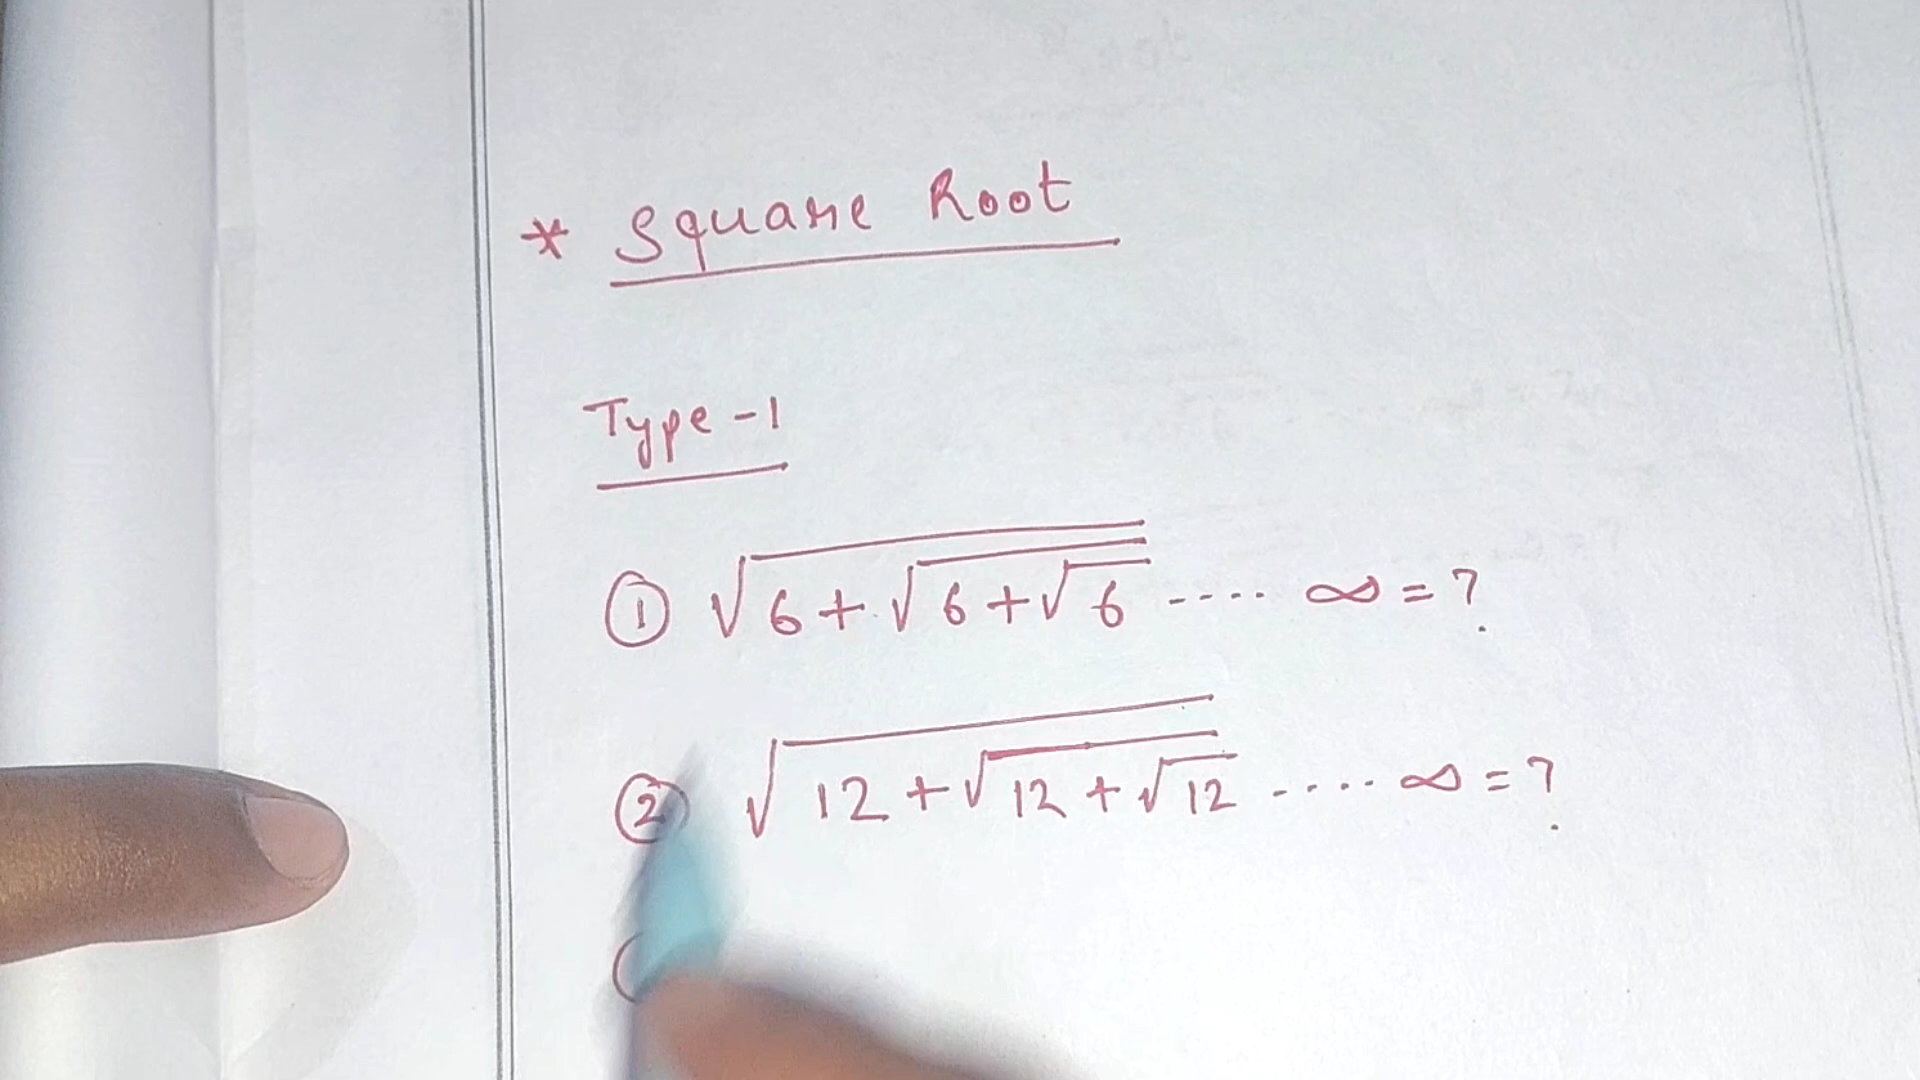 * Square Root
Type-1
① √6+√6+√6 ---- ∞ = ?
② √12+√12+√12 ---- ∞ = ?